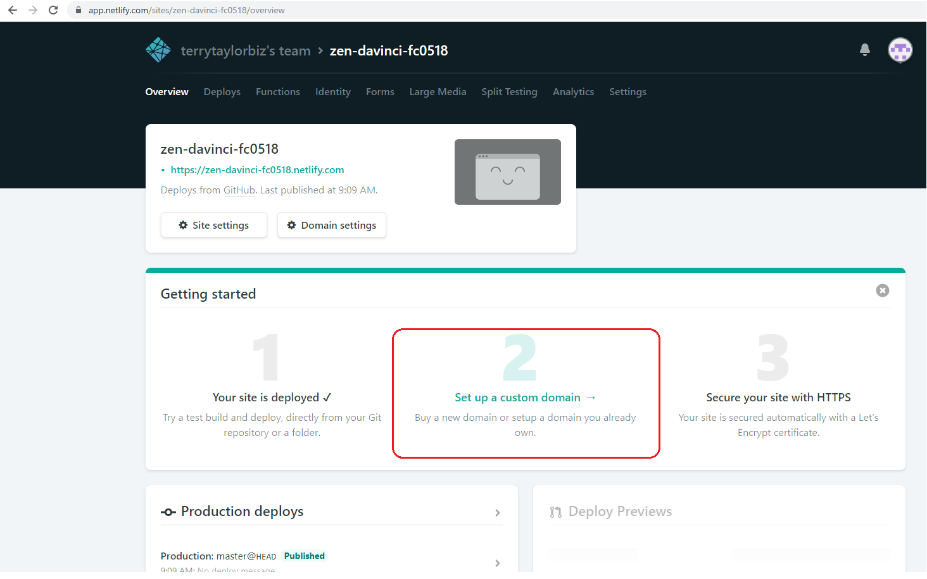 app.netlify.com/sites/zen-davinci-fc0518/overview
terrytaylorbiz's team > zen-davinci-fc0518
Overview Deploys Functions Identity Forms Large Media Split Testing Analytics Settings
zen-davinci-fc0518
https://zen-davinci-fc0518.netlify.com
Deploys from GitHub. Last published at 9:09 AM.
Site settings Domain settings
Getting started
1 2 3
Your site is deployed ✓ Set up a custom domain → Secure your site with HTTPS
Try a test build and deploy, directly from your Git Buy a new domain or setup a domain you already Your site is secured automatically with a Let's
repository or a folder. own. Encrypt certificate.
Production deploys Deploy Previews
Production: master@HEAD Published
9:09 AM: No deploy message